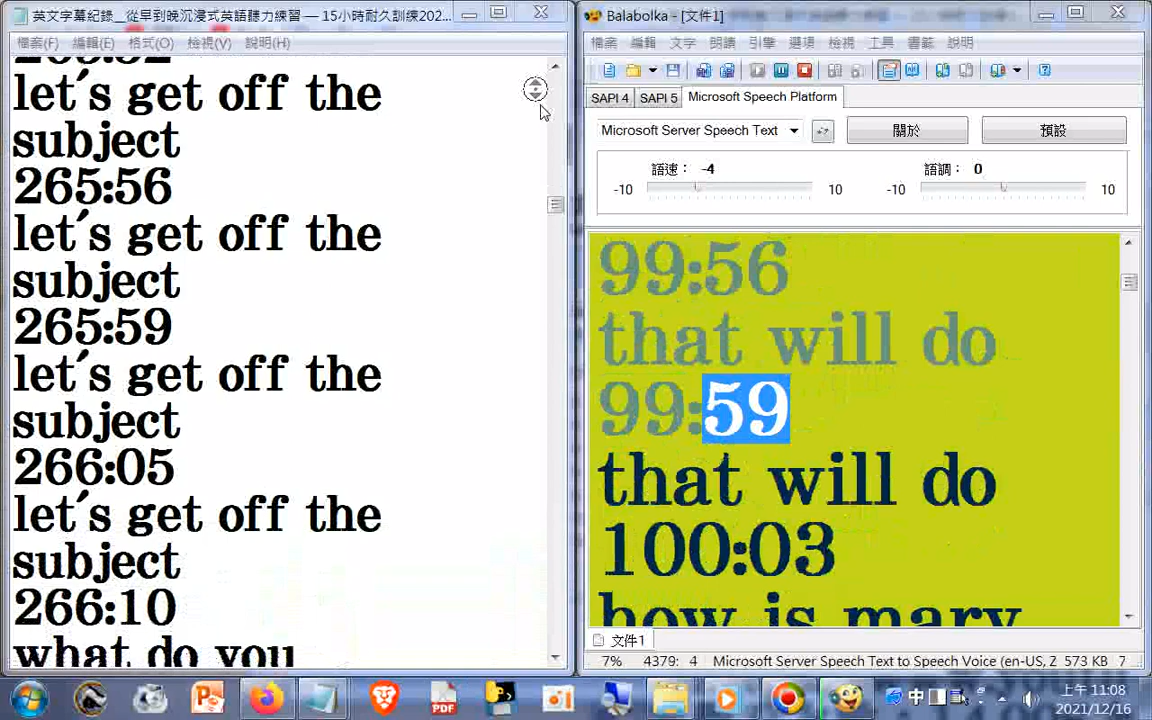 英文字幕紀錄__從早到晚沉浸式英語聽力練習 — 15小時耐久訓練202...
檔案(F) 編輯(E) 格式(O) 檢視(V) 說明(H)
let's get off the
subject
265:56
let's get off the
subject
265:59
let's get off the
subject
266:05
let's get off the
subject
266:10
what do you
Balabolka - [文件1]
檔案 編輯 文字 朗讀 引擎 選項 檢視 工具 書籤 說明
SAPI 4 SAPI 5 Microsoft Speech Platform
Microsoft Server Speech Text 關於 預設
語速： -4 語調： 0
-10 10 -10 10
99:56
that will do
99:59
that will do
100:03
how is mary
文件1
7% 4379: 4 Microsoft Server Speech Text to Speech Voice (en-US, 2 573 KB 7
PDF
中
上午 11:08
2021/12/16